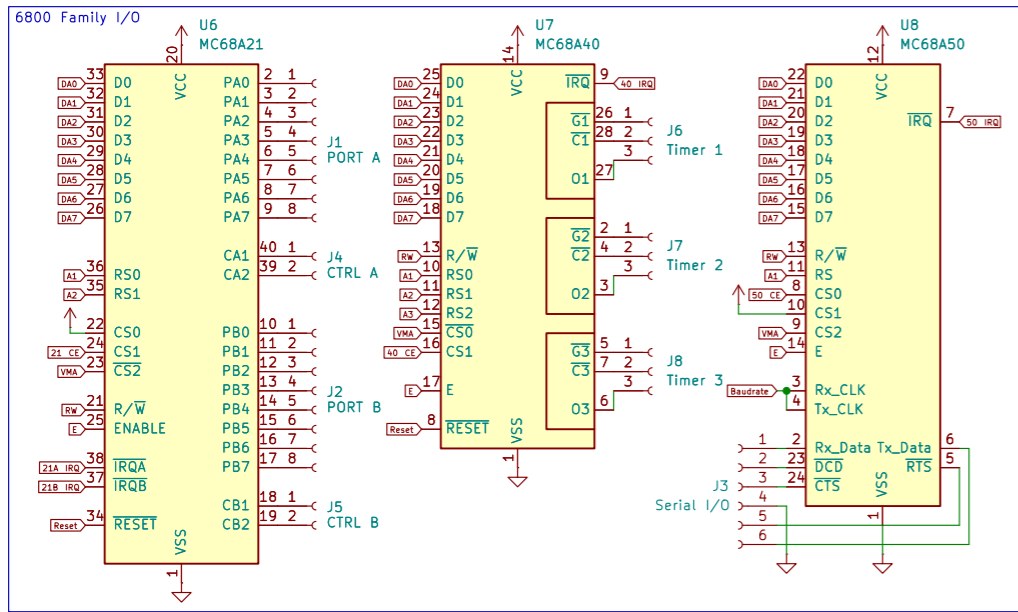 6800 Family I/O
U6
MC68A21
20
VCC
DA0 33 D0
DA1 32 D1
DA2 31 D2
DA3 30 D3
DA4 29 D4
DA5 28 D5
DA6 27 D6
DA7 26 D7
A1 36 RS0
A2 35 RS1
22 CS0
21 CE 24 CS1
VMA 23 CS2
RW 21 R/W
E 25 ENABLE
21A IRQ 38 IRQA
21B IRQ 37 IRQB
Reset 34 RESET
PA0 2 1
PA1 3 2
PA2 4 3
PA3 5 4
PA4 6 5
PA5 7 6
PA6 8 7
PA7 9 8
J1
PORT A
CA1 40 1
CA2 39 2
J4
CTRL A
PB0 10 1
PB1 11 2
PB2 12 3
PB3 13 4
PB4 14 5
PB5 15 6
PB6 16 7
PB7 17 8
J2
PORT B
CB1 18 1
CB2 19 2
J5
CTRL B
VSS
1
U7
MC68A40
14
VCC
DA0 25 D0
DA1 24 D1
DA2 23 D2
DA3 22 D3
DA4 21 D4
DA5 20 D5
DA6 19 D6
DA7 18 D7
RW 13 R/W
A1 10 RS0
A2 11 RS1
A3 12 RS2
VMA 15 CS0
40 CE 16 CS1
E 17 E
Reset 8 RESET
IRQ 9 40 IRQ
G1 26 1
C1 28 2
3
O1 27
J6
Timer 1
G2 2 1
C2 4 2
3
O2 3
J7
Timer 2
G3 5 1
C3 7 2
3
O3 6
J8
Timer 3
VSS
1
U8
MC68A50
12
VCC
DA0 22 D0
DA1 21 D1
DA2 20 D2
DA3 19 D3
DA4 18 D4
DA5 17 D5
DA6 16 D6
DA7 15 D7
RW 13 R/W
A1 11 RS
50 CE 8 CS0
10 CS1
VMA 9 CS2
E 14 E
Baudrate 3 Rx_CLK
4 Tx_CLK
1 2 Rx_Data
2 23 DCD
3 24 CTS
4
5
6
J3
Serial I/O
IRQ 7 50 IRQ
Tx_Data 6
RTS 5
VSS
1